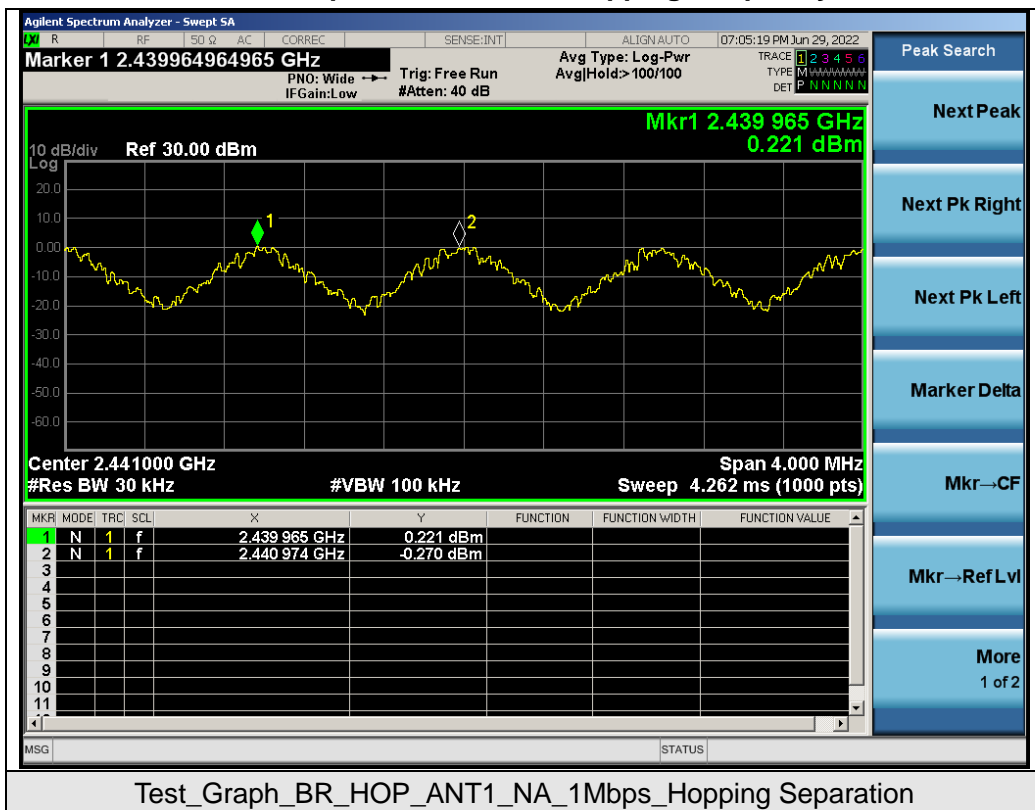 Agilent Spectrum Analyzer - Swept SA
LXI R RF 50 Ω AC CORREC SENSE:INT ALIGN AUTO 07:05:19 PM Jun 29, 2022
Marker 1 2.439964964965 GHz
PNO: Wide
IFGain:Low
Trig: Free Run
#Atten: 40 dB
Avg Type: Log-Pwr
Avg|Hold:>100/100
TRACE 1 2 3 4 5 6
TYPE M
DET P N N N N N
Peak Search
Next Peak
Next Pk Right
Next Pk Left
Marker Delta
Mkr→CF
Mkr→Ref Lvl
More
1 of 2
Mkr1 2.439 965 GHz
0.221 dBm
10 dB/div Ref 30.00 dBm
Log
20.0
10.0
0.00
-10.0
-20.0
-30.0
-40.0
-50.0
-60.0
1
2
Center 2.441000 GHz Span 4.000 MHz
#Res BW 30 kHz #VBW 100 kHz Sweep 4.262 ms (1000 pts)
MKR MODE TRC SCL X Y FUNCTION FUNCTION WIDTH FUNCTION VALUE
1 N 1 f 2.439 965 GHz 0.221 dBm
2 N 1 f 2.440 974 GHz -0.270 dBm
3
4
5
6
7
8
9
10
11
MSG STATUS
Test_Graph_BR_HOP_ANT1_NA_1Mbps_Hopping Separation